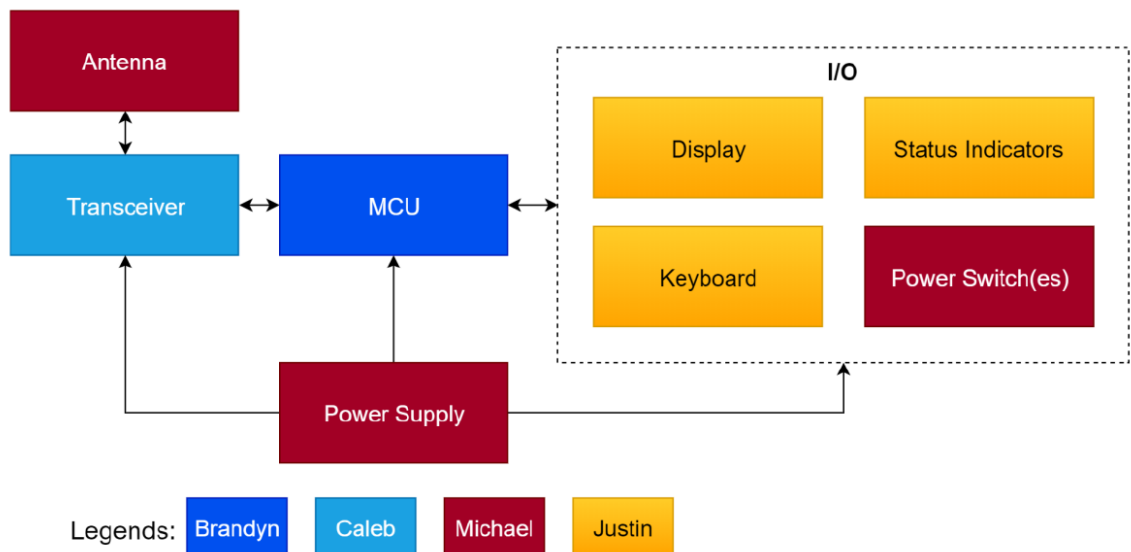 Antenna
I/O
Display
Status Indicators
Transceiver
MCU
Keyboard
Power Switch(es)
Power Supply
Legends:
Brandyn
Caleb
Michael
Justin